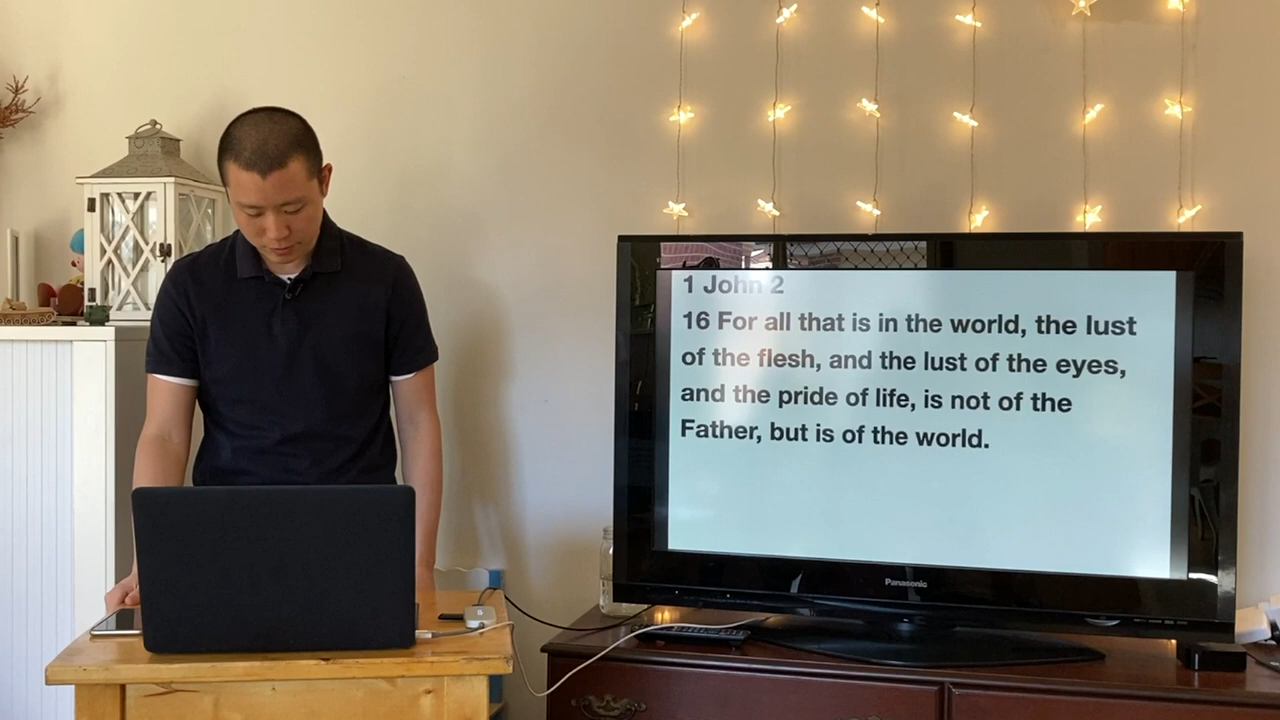 1 John 2
16 For all that is in the world, the lust
of the flesh, and the lust of the eyes,
and the pride of life, is not of the
Father, but is of the world.
Panasonic